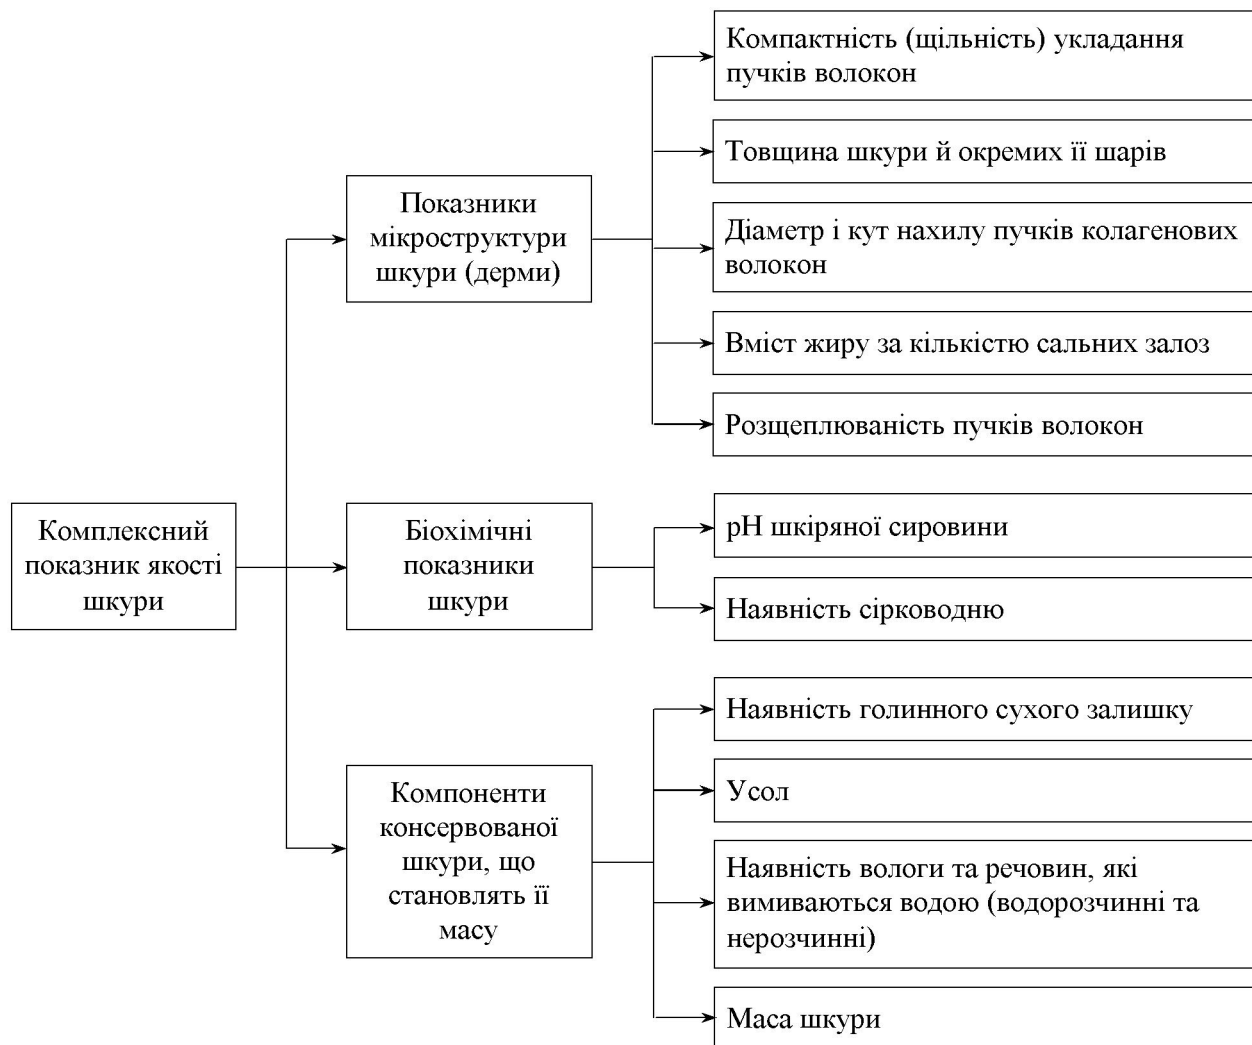 Комплексний
показник якості
шкури
Показники
мікроструктури
шкури (дерми)
Компактність (щільність) укладання
пучків волокон
Товщина шкури й окремих її шарів
Діаметр і кут нахилу пучків колагенових
волокон
Вміст жиру за кількістю сальних залоз
Розщеплюваність пучків волокон
Біохімічні
показники
шкури
рН шкіряної сировини
Наявність сірководню
Компоненти
консервованої
шкури, що
становлять її
масу
Наявність голинного сухого залишку
Усол
Наявність вологи та речовин, які
вимиваються водою (водорозчинні та
нерозчинні)
Маса шкури